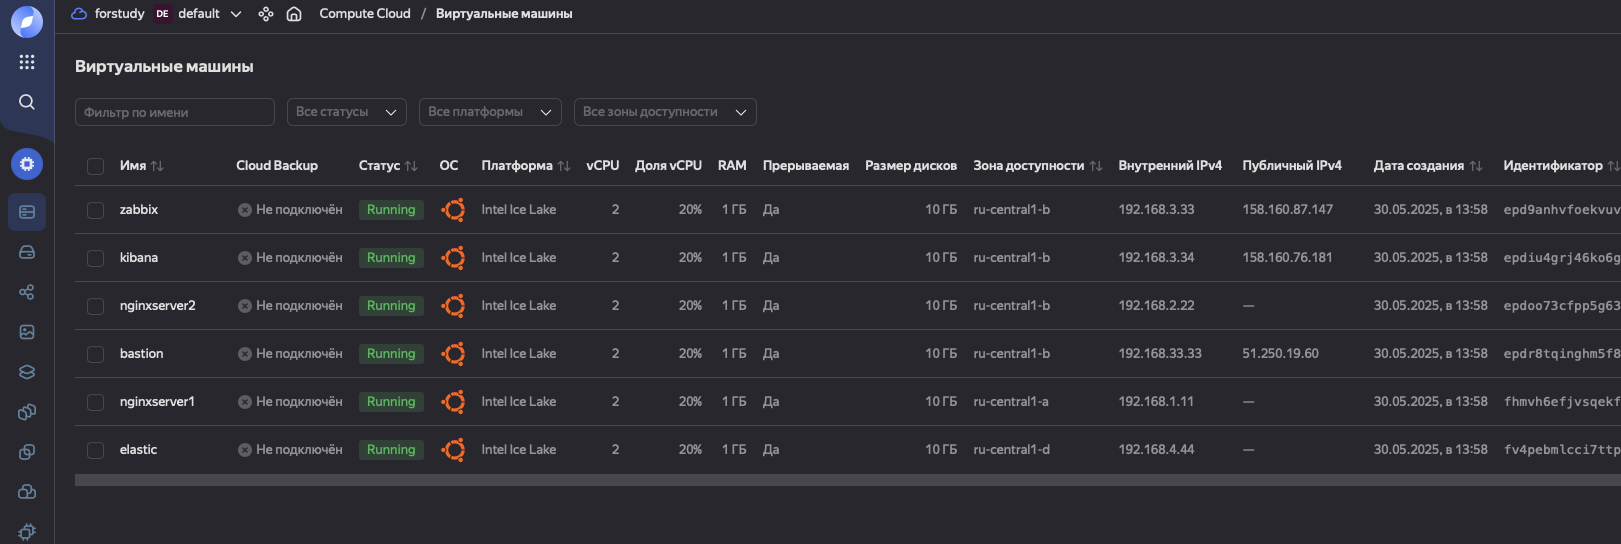 forstudy DE default Compute Cloud / Виртуальные машины
Виртуальные машины
Фильтр по имени Все статусы Все платформы Все зоны доступности
Имя Cloud Backup Статус ОС Платформа vCPU Доля vCPU RAM Прерываемая Размер дисков Зона доступности Внутренний IPv4 Публичный IPv4 Дата создания Идентификатор
zabbix Не подключён Running Intel Ice Lake 2 20% 1 ГБ Да 10 ГБ ru-central1-b 192.168.3.33 158.160.87.147 30.05.2025, в 13:58 epd9anhvfoekvuv
kibana Не подключён Running Intel Ice Lake 2 20% 1 ГБ Да 10 ГБ ru-central1-b 192.168.3.34 158.160.76.181 30.05.2025, в 13:58 epdiu4grj46ko6g
nginxserver2 Не подключён Running Intel Ice Lake 2 20% 1 ГБ Да 10 ГБ ru-central1-b 192.168.2.22 — 30.05.2025, в 13:58 epdoo73cfpp5g63
bastion Не подключён Running Intel Ice Lake 2 20% 1 ГБ Да 10 ГБ ru-central1-b 192.168.33.33 51.250.19.60 30.05.2025, в 13:58 epdr8tqinghm5f8
nginxserver1 Не подключён Running Intel Ice Lake 2 20% 1 ГБ Да 10 ГБ ru-central1-a 192.168.1.11 — 30.05.2025, в 13:58 fhmvh6efjvsqekf
elastic Не подключён Running Intel Ice Lake 2 20% 1 ГБ Да 10 ГБ ru-central1-d 192.168.4.44 — 30.05.2025, в 13:58 fv4pebmlcci7ttp